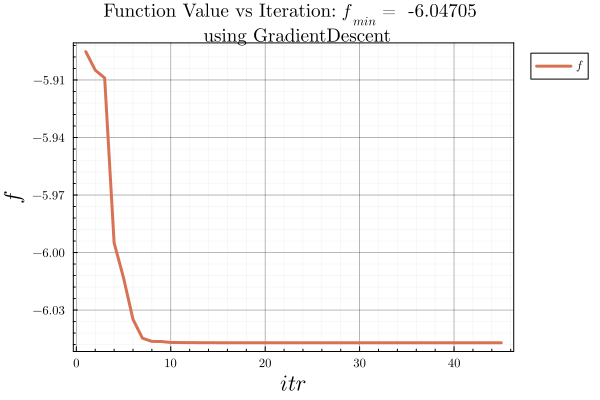 Function Value vs Iteration: f_min = -6.04705
using GradientDescent
f
−5.91
−5.94
−5.97
−6.00
−6.03
f
0
10
20
30
40
itr